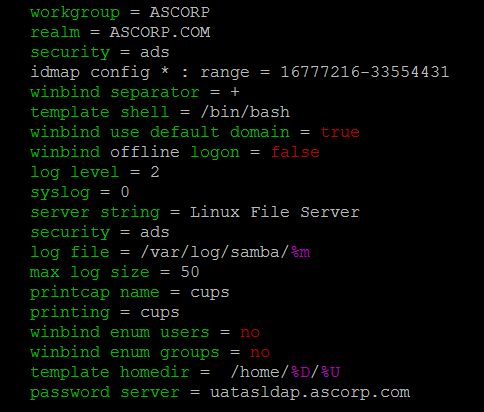 workgroup = ASCORP
realm = ASCORP.COM
security = ads
idmap config * : range = 16777216-33554431
winbind separator = +
template shell = /bin/bash
winbind use default domain = true
winbind offline logon = false
log level = 2
syslog = 0
server string = Linux File Server
security = ads
log file = /var/log/samba/%m
max log size = 50
printcap name = cups
printing = cups
winbind enum users = no
winbind enum groups = no
template homedir =  /home/%D/%U
password server = uatasldap.ascorp.com